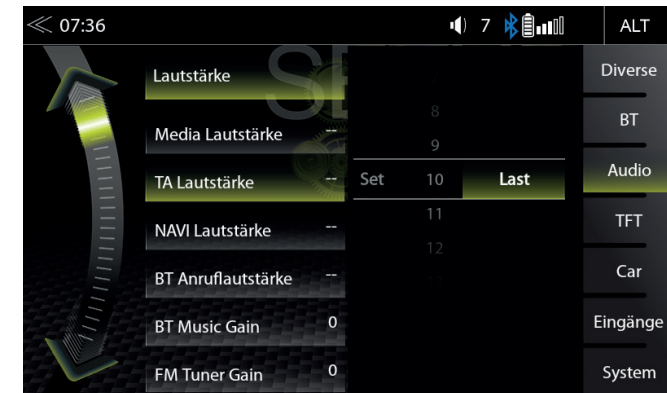 07:36
7
ALT
Lautstärke
Media Lautstärke --
TA Lautstärke --
NAVI Lautstärke --
BT Anruflautstärke --
BT Music Gain 0
FM Tuner Gain 0
8
9
Set 10 Last
11
12
13
Diverse
BT
Audio
TFT
Car
Eingänge
System